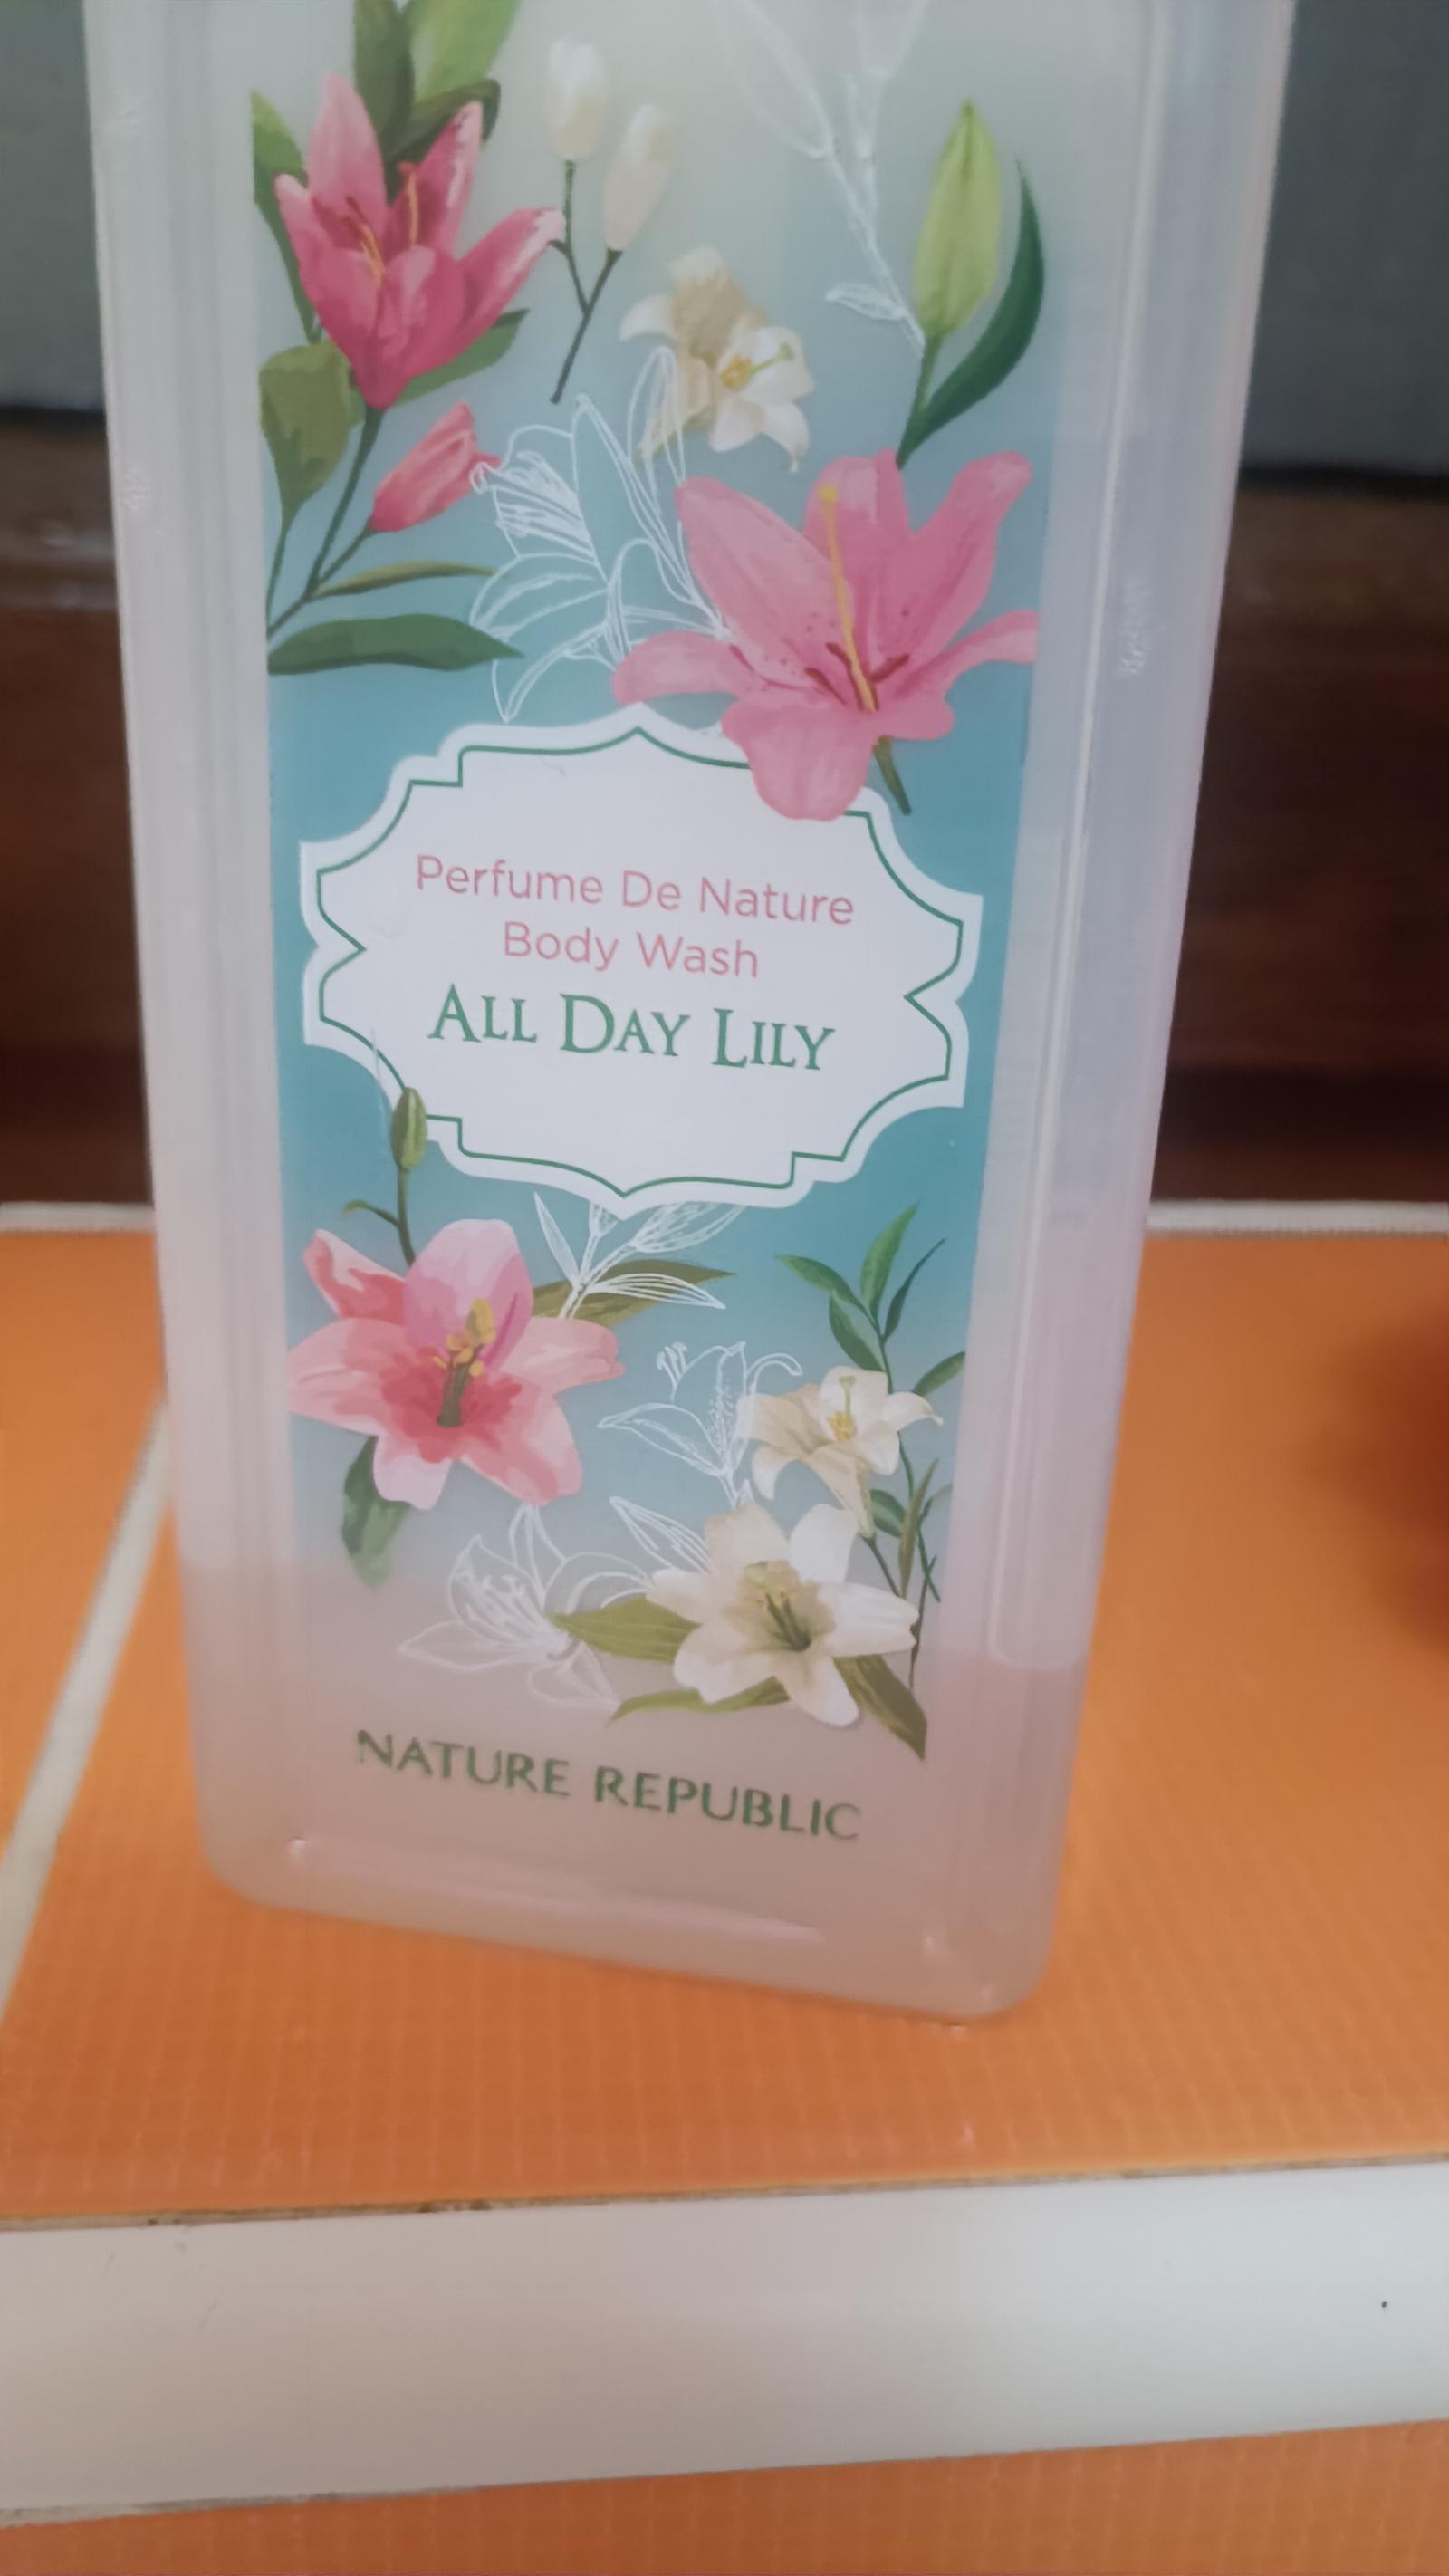 Perfume De Nature
Body Wash
ALL DAY LILY
NATURE REPUBLIC